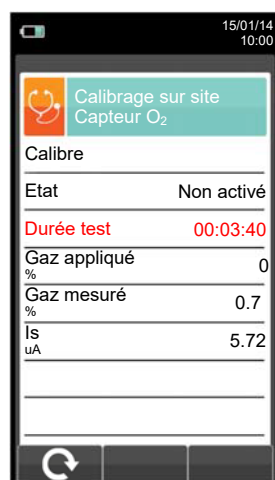 15/01/14
10:00
Calibrage sur site
Capteur O₂
Calibre
Etat Non activé
Durée test 00:03:40
Gaz appliqué 0
%
Gaz mesuré 0.7
%
Is 5.72
uA